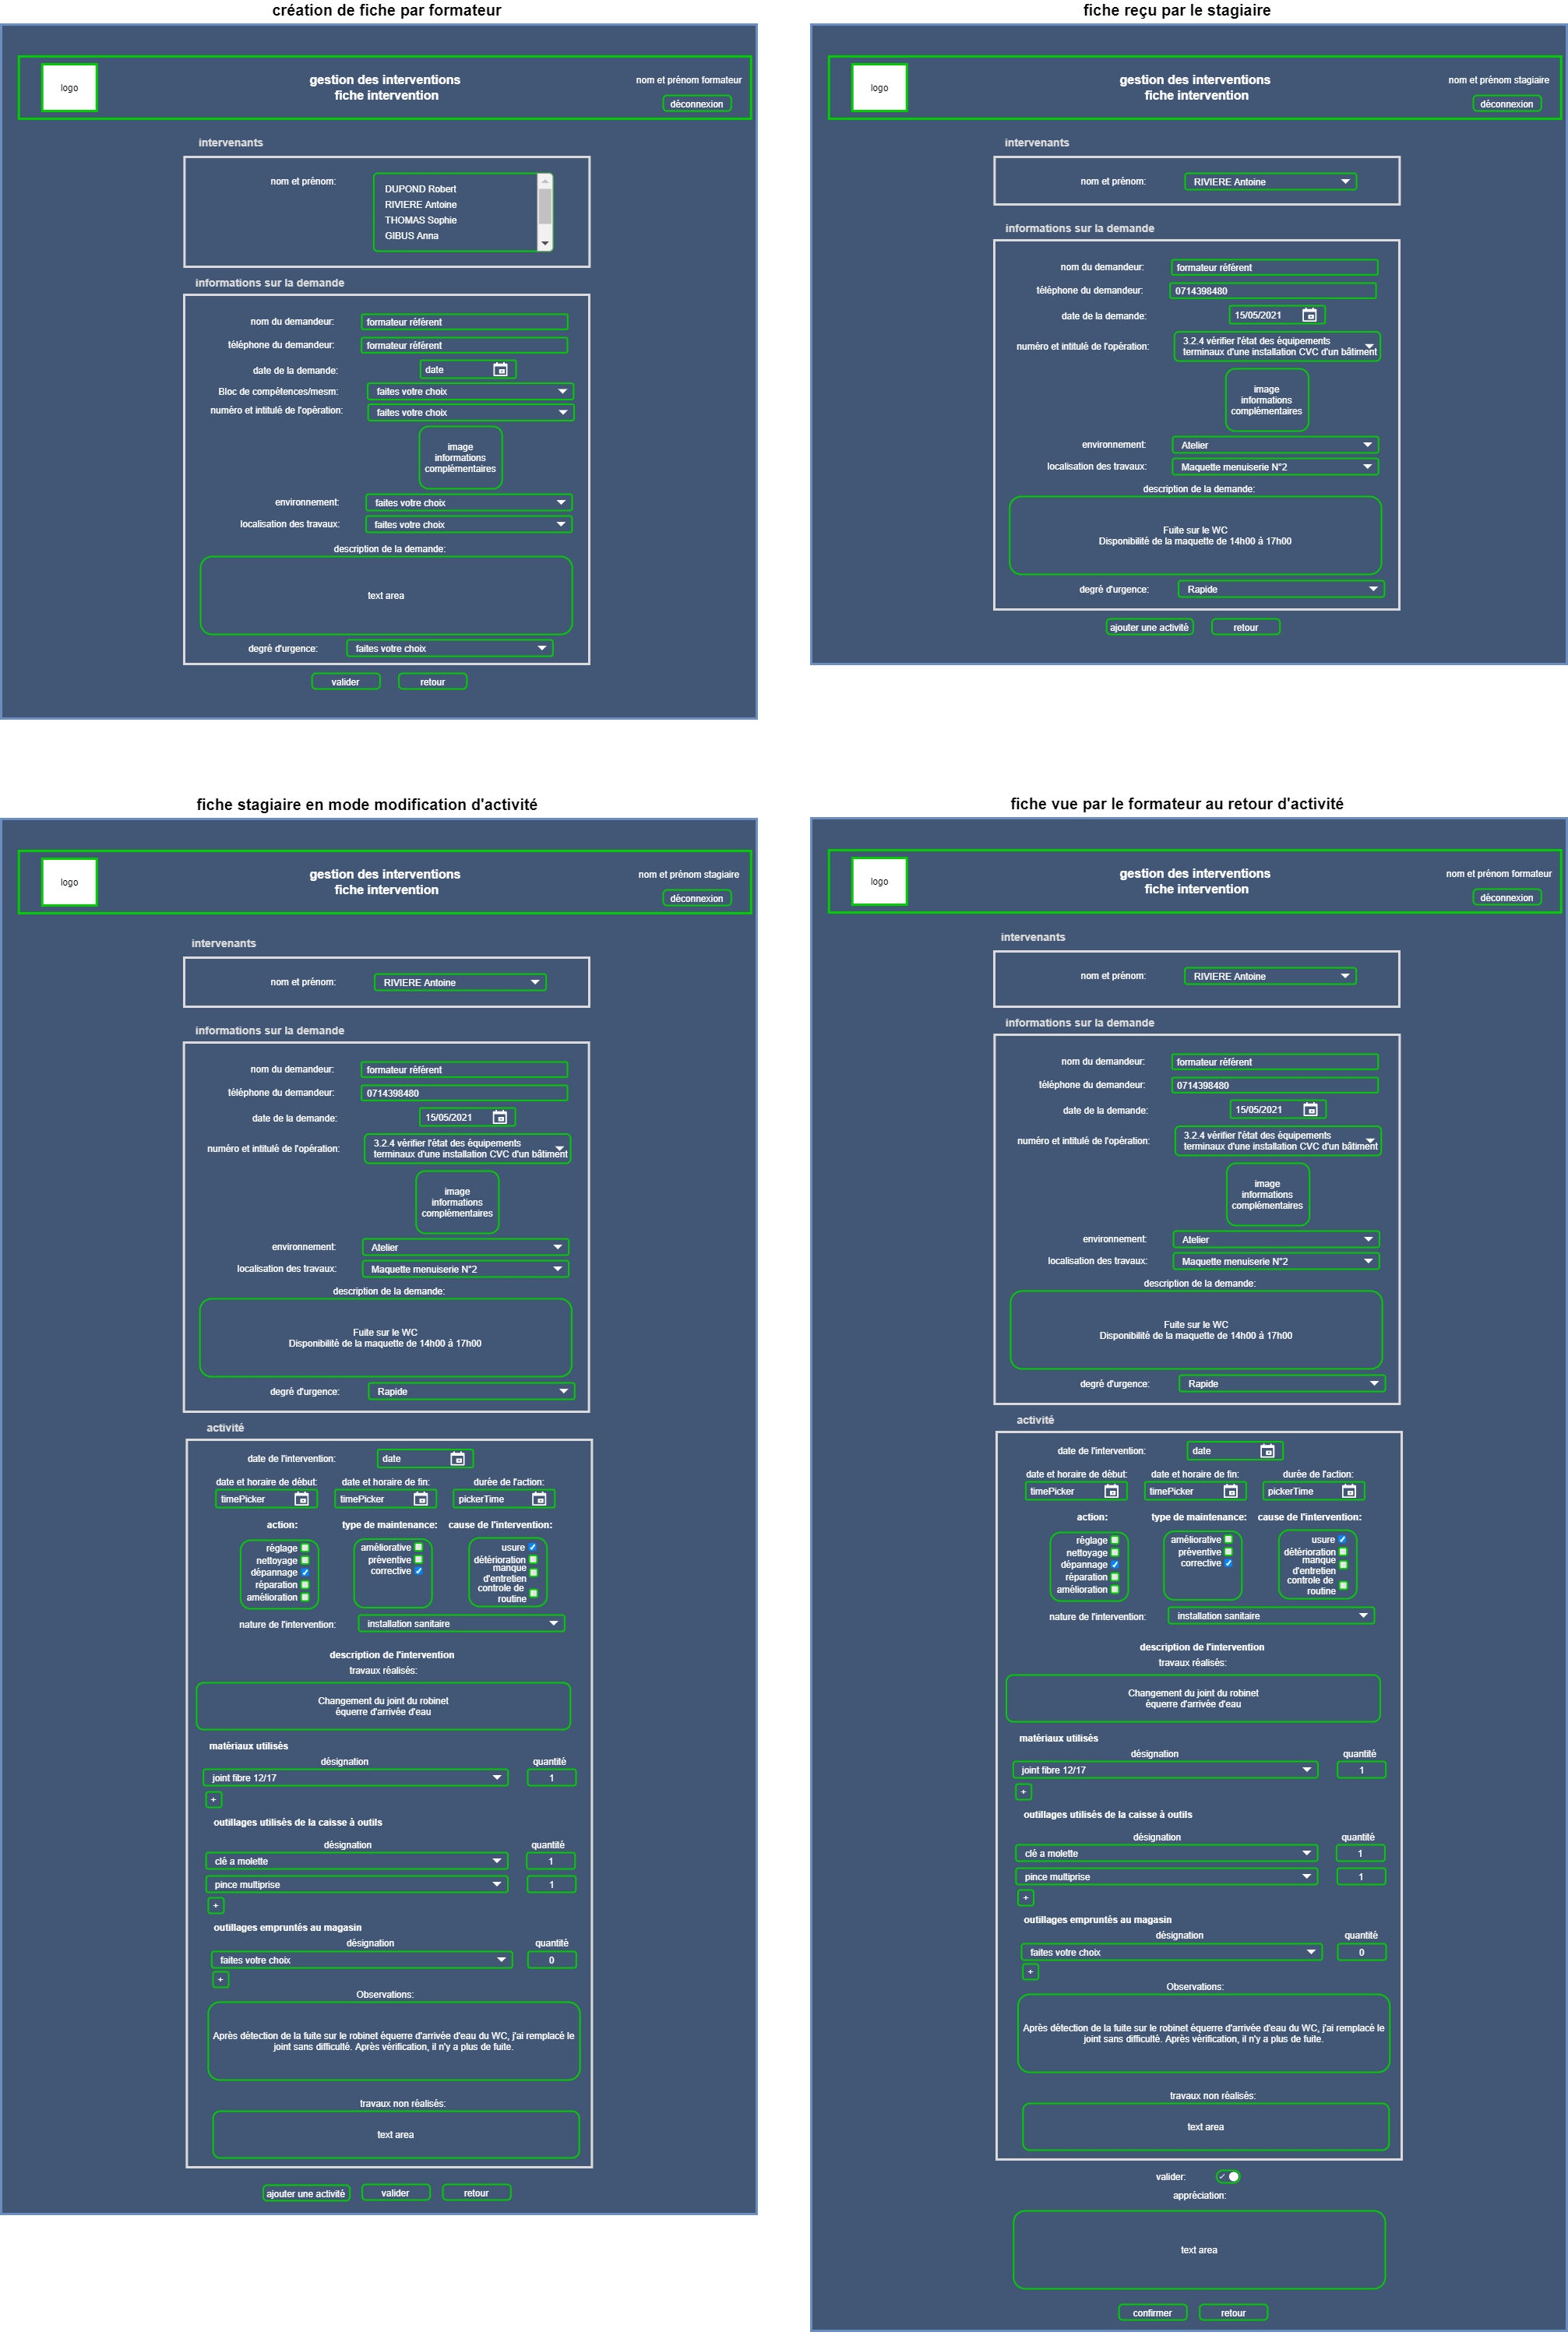 création de fiche par formateur
logo
gestion des interventions
fiche intervention
nom et prénom formateur
déconnexion
intervenants
nom et prénom:
DUPOND Robert
RIVIERE Antoine
THOMAS Sophie
GIBUS Anna
informations sur la demande
nom du demandeur: formateur référent
téléphone du demandeur: formateur référent
date de la demande: date
Bloc de compétences/mesm: faites votre choix
numéro et intitulé de l'opération: faites votre choix
image
informations
complémentaires
environnement: faites votre choix
localisation des travaux: faites votre choix
description de la demande:
text area
degré d'urgence: faites votre choix
valider retour
fiche reçu par le stagiaire
logo
gestion des interventions
fiche intervention
nom et prénom stagiaire
déconnexion
intervenants
nom et prénom: RIVIERE Antoine
informations sur la demande
nom du demandeur: formateur référent
téléphone du demandeur: 0714398480
date de la demande: 15/05/2021
numéro et intitulé de l'opération: 3.2.4 vérifier l'état des équipements
terminaux d'une installation CVC d'un bâtiment
image
informations
complémentaires
environnement: Atelier
localisation des travaux: Maquette menuiserie N°2
description de la demande:
Fuite sur le WC
Disponibilité de la maquette de 14h00 à 17h00
degré d'urgence: Rapide
ajouter une activité retour
fiche stagiaire en mode modification d'activité
logo
gestion des interventions
fiche intervention
nom et prénom stagiaire
déconnexion
intervenants
nom et prénom: RIVIERE Antoine
informations sur la demande
nom du demandeur: formateur référent
téléphone du demandeur: 0714398480
date de la demande: 15/05/2021
numéro et intitulé de l'opération: 3.2.4 vérifier l'état des équipements
terminaux d'une installation CVC d'un bâtiment
image
informations
complémentaires
environnement: Atelier
localisation des travaux: Maquette menuiserie N°2
description de la demande:
Fuite sur le WC
Disponibilité de la maquette de 14h00 à 17h00
degré d'urgence: Rapide
activité
date de l'intervention: date
date et horaire de début: date et horaire de fin: durée de l'action:
timePicker timePicker pickerTime
action: type de maintenance: cause de l'intervention:
réglage
nettoyage
dépannage
réparation
amélioration
améliorative
préventive
corrective
usure
détérioration
manque
d'entretien
controle de
routine
nature de l'intervention: installation sanitaire
description de l'intervention
travaux réalisés:
Changement du joint du robinet
équerre d'arrivée d'eau
matériaux utilisés
désignation quantité
joint fibre 12/17 1
+
outillages utilisés de la caisse à outils
désignation quantité
clé a molette 1
pince multiprise 1
+
outillages empruntés au magasin
désignation quantité
faites votre choix 0
+
Observations:
Après détection de la fuite sur le robinet équerre d'arrivée d'eau du WC, j'ai remplacé le
joint sans difficulté. Après vérification, il n'y a plus de fuite.
travaux non réalisés:
text area
ajouter une activité valider retour
fiche vue par le formateur au retour d'activité
logo
gestion des interventions
fiche intervention
nom et prénom formateur
déconnexion
intervenants
nom et prénom: RIVIERE Antoine
informations sur la demande
nom du demandeur: formateur référent
téléphone du demandeur: 0714398480
date de la demande: 15/05/2021
numéro et intitulé de l'opération: 3.2.4 vérifier l'état des équipements
terminaux d'une installation CVC d'un bâtiment
image
informations
complémentaires
environnement: Atelier
localisation des travaux: Maquette menuiserie N°2
description de la demande:
Fuite sur le WC
Disponibilité de la maquette de 14h00 à 17h00
degré d'urgence: Rapide
activité
date de l'intervention: date
date et horaire de début: date et horaire de fin: durée de l'action:
timePicker timePicker pickerTime
action: type de maintenance: cause de l'intervention:
réglage
nettoyage
dépannage
réparation
amélioration
améliorative
préventive
corrective
usure
détérioration
manque
d'entretien
controle de
routine
nature de l'intervention: installation sanitaire
description de l'intervention
travaux réalisés:
Changement du joint du robinet
équerre d'arrivée d'eau
matériaux utilisés
désignation quantité
joint fibre 12/17 1
+
outillages utilisés de la caisse à outils
désignation quantité
clé a molette 1
pince multiprise 1
+
outillages empruntés au magasin
désignation quantité
faites votre choix 0
+
Observations:
Après détection de la fuite sur le robinet équerre d'arrivée d'eau du WC, j'ai remplacé le
joint sans difficulté. Après vérification, il n'y a plus de fuite.
travaux non réalisés:
text area
valider:
appréciation:
text area
confirmer retour